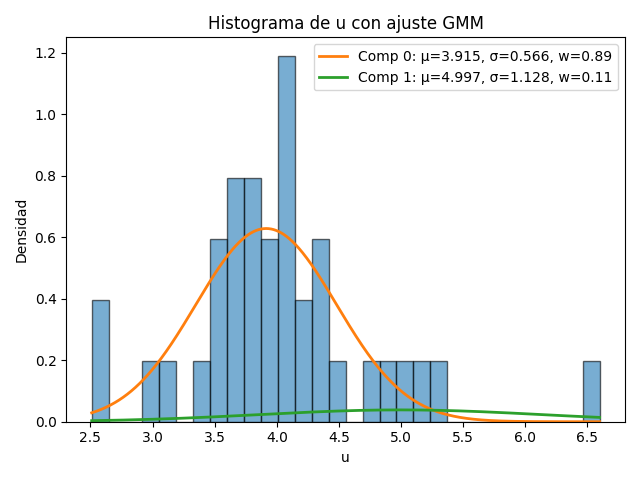 Histograma de u con ajuste GMM
Comp 0: μ=3.915, σ=0.566, w=0.89
Comp 1: μ=4.997, σ=1.128, w=0.11
Densidad
1.2
1.0
0.8
0.6
0.4
0.2
0.0
2.5 3.0 3.5 4.0 4.5 5.0 5.5 6.0 6.5
u